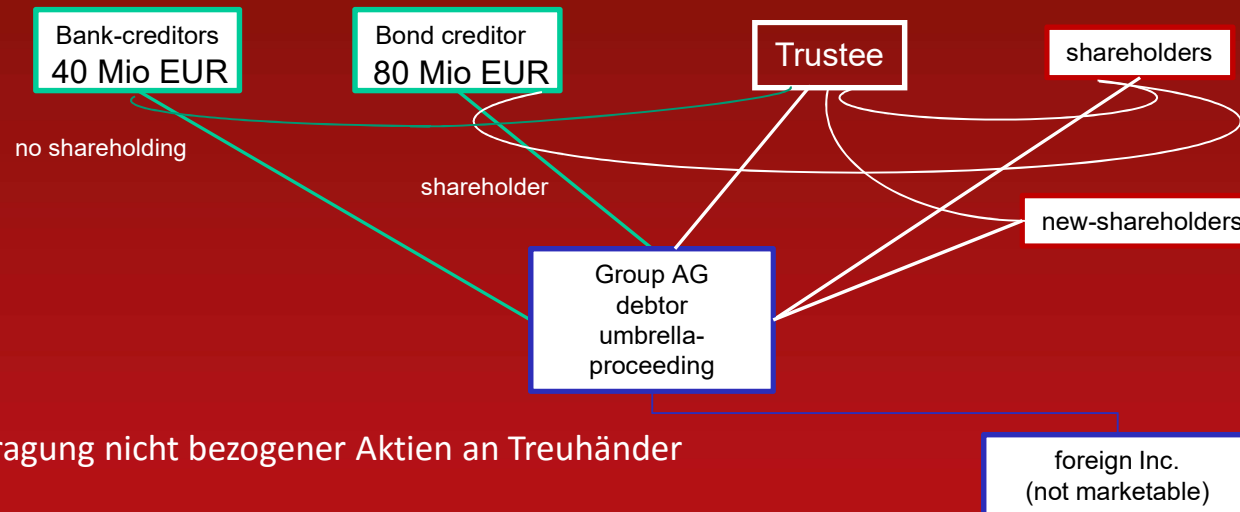 Bank-creditors
40 Mio EUR
Bond creditor
80 Mio EUR
Trustee
shareholders
no shareholding
shareholder
new-shareholders
Group AG
debtor
umbrella-
proceeding
ragung nicht bezogener Aktien an Treuhänder
foreign Inc.
(not marketable)